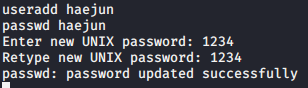 useradd haejun
passwd haejun
Enter new UNIX password: 1234
Retype new UNIX password: 1234
passwd: password updated successfully